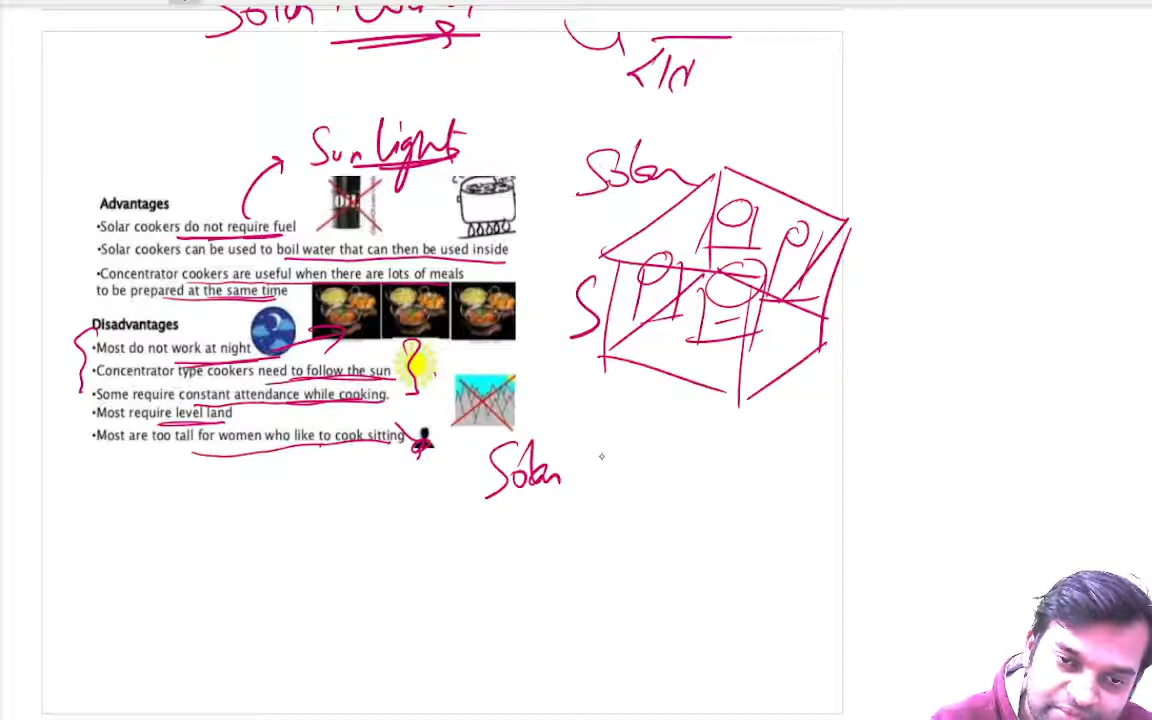 Sun light
Solar
Advantages
•Solar cookers do not require fuel
•Solar cookers can be used to boil water that can then be used inside
•Concentrator cookers are useful when there are lots of meals
to be prepared at the same time
S
Disadvantages
•Most do not work at night
•Concentrator type cookers need to follow the sun
•Some require constant attendance while cooking.
•Most require level land
•Most are too tall for women who like to cook sitting
Solar